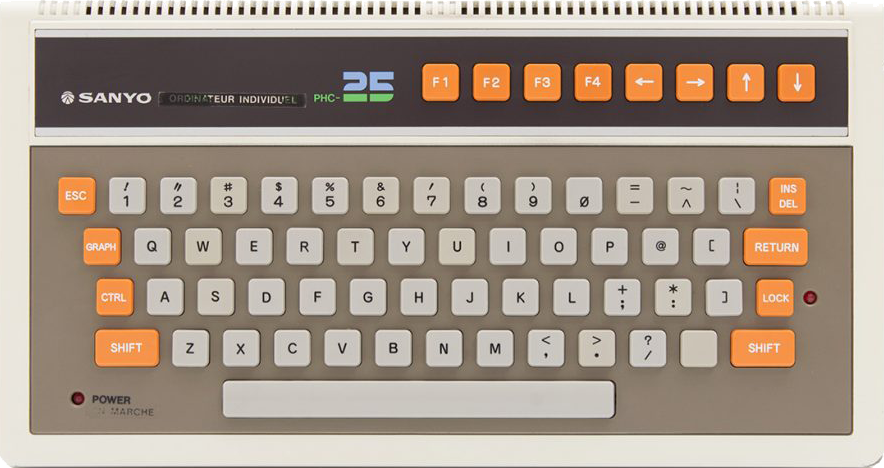 SANYO ORDINATEUR INDIVIDUEL PHC-25 F1 F2 F3 F4 ← → ↑ ↓
ESC ! 1 " 2 # 3 $ 4 % 5 & 6 ' 7 ( 8 ) 9 Ø = - ~ ^ ¦ \ INS DEL
GRAPH Q W E R T Y U I O P @ [ RETURN
CTRL A S D F G H J K L + ; * : ] LOCK
SHIFT Z X C V B N M < , > . ? / SHIFT
POWER
EN MARCHE